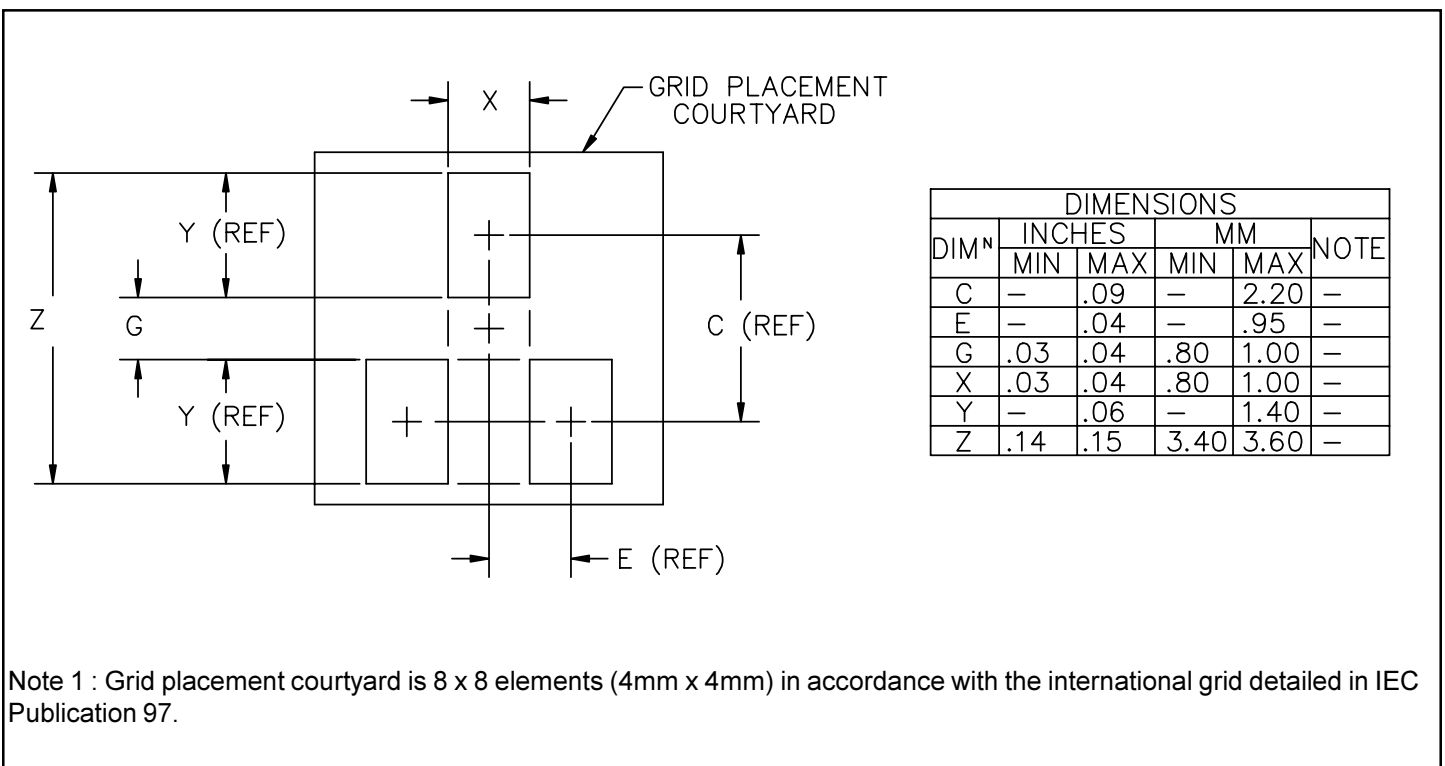 GRID PLACEMENT
COURTYARD
X
Y (REF)
Z
G
C (REF)
Y (REF)
E (REF)
DIMENSIONS
DIMᴺ INCHES MM NOTE
MIN MAX MIN MAX
C – .09 – 2.20 –
E – .04 – .95 –
G .03 .04 .80 1.00 –
X .03 .04 .80 1.00 –
Y – .06 – 1.40 –
Z .14 .15 3.40 3.60 –
Note 1 : Grid placement courtyard is 8 x 8 elements (4mm x 4mm) in accordance with the international grid detailed in IEC
Publication 97.